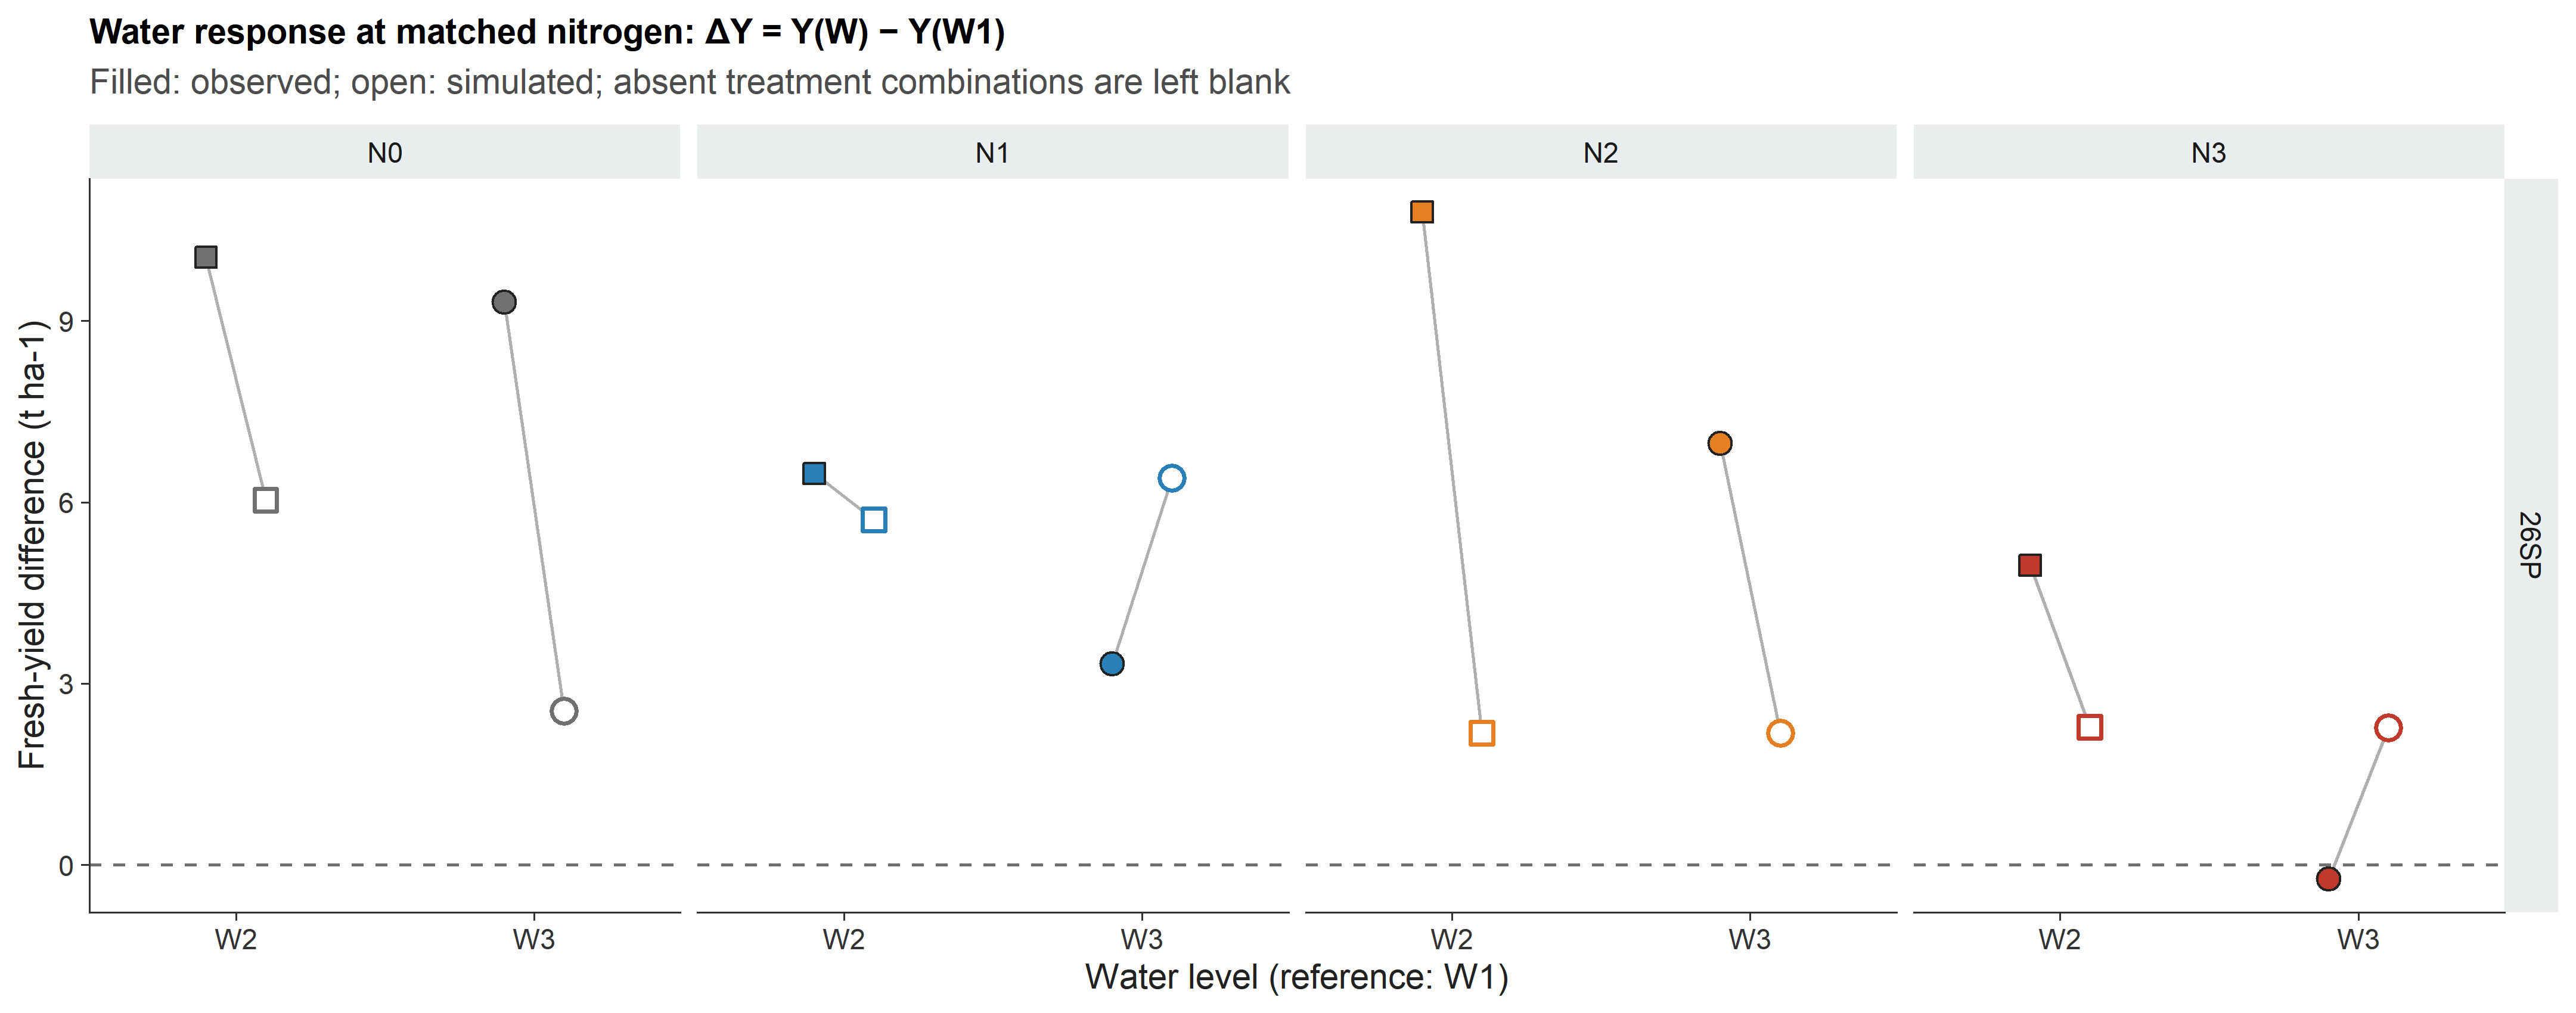 Water response at matched nitrogen: ΔY = Y(W) − Y(W1)
Filled: observed; open: simulated; absent treatment combinations are left blank
N0 N1 N2 N3
Fresh-yield difference (t ha-1)
9
6
3
0
26SP
W2 W3 W2 W3 W2 W3 W2 W3
Water level (reference: W1)